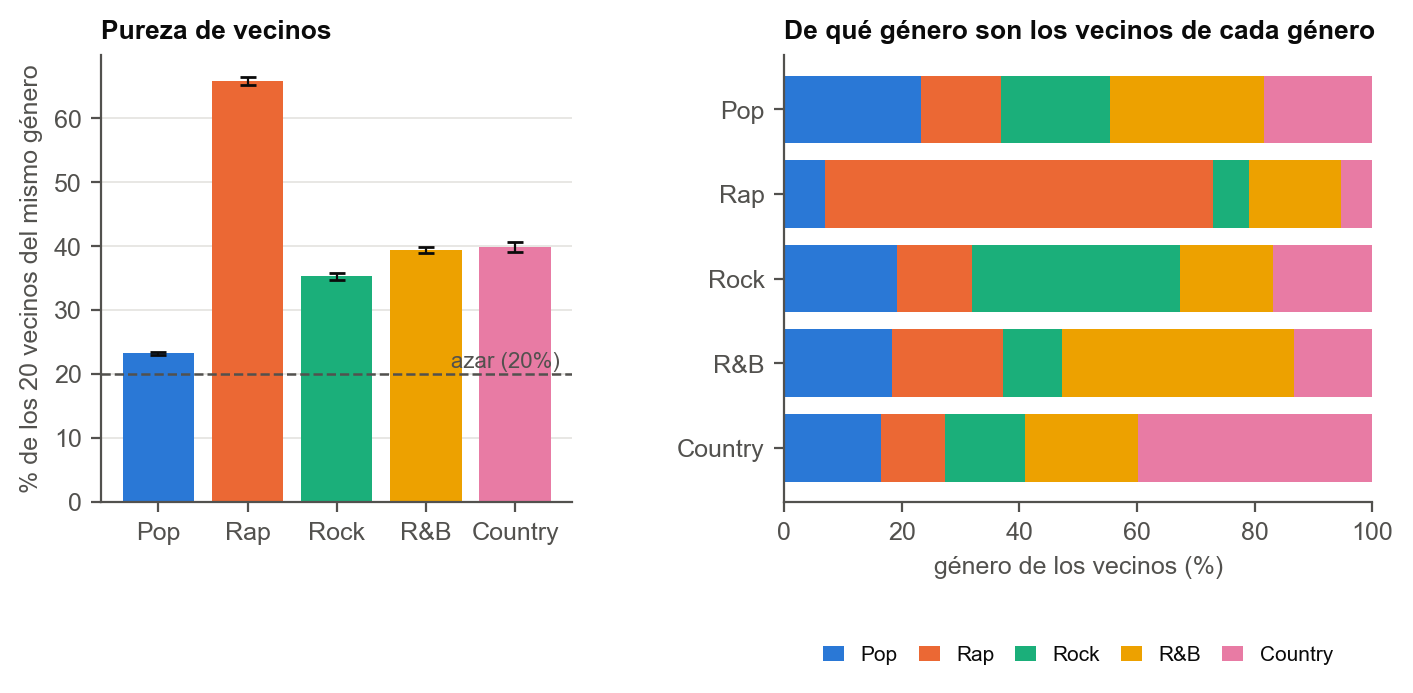 Pureza de vecinos
% de los 20 vecinos del mismo género
60
50
40
30
20
10
0
azar (20%)
Pop Rap Rock R&B Country
De qué género son los vecinos de cada género
Pop
Rap
Rock
R&B
Country
0 20 40 60 80 100
género de los vecinos (%)
Pop Rap Rock R&B Country